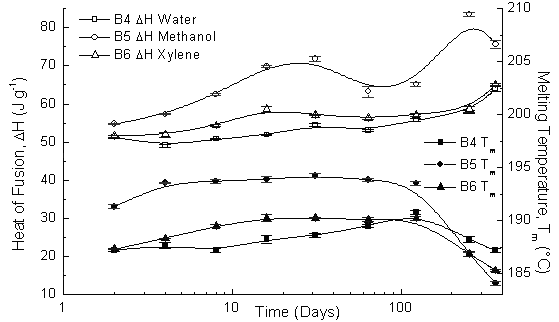 B4 ΔH Water
B5 ΔH Methanol
B6 ΔH Xylene
B4 Tm
B5 Tm
B6 Tm
Heat of Fusion, ΔH (J g-1)
80
70
60
50
40
30
20
10
Melting Temperature, Tm (°C)
210
205
200
195
190
185
1
10
100
Time (Days)